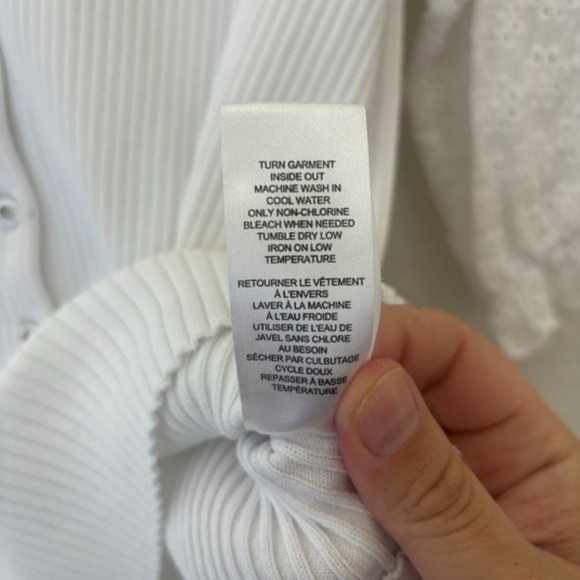 TURN GARMENT
INSIDE OUT
MACHINE WASH IN
COOL WATER
ONLY NON-CHLORINE
BLEACH WHEN NEEDED
TUMBLE DRY LOW
IRON ON LOW
TEMPERATURE
RETOURNER LE VÊTEMENT
À L'ENVERS
LAVER À LA MACHINE
À L'EAU FROIDE
UTILISER DE L'EAU DE
JAVEL SANS CHLORE
AU BESOIN
SÉCHER PAR CULBUTAGE
CYCLE DOUX
REPASSER À BASSE
TEMPÉRATURE